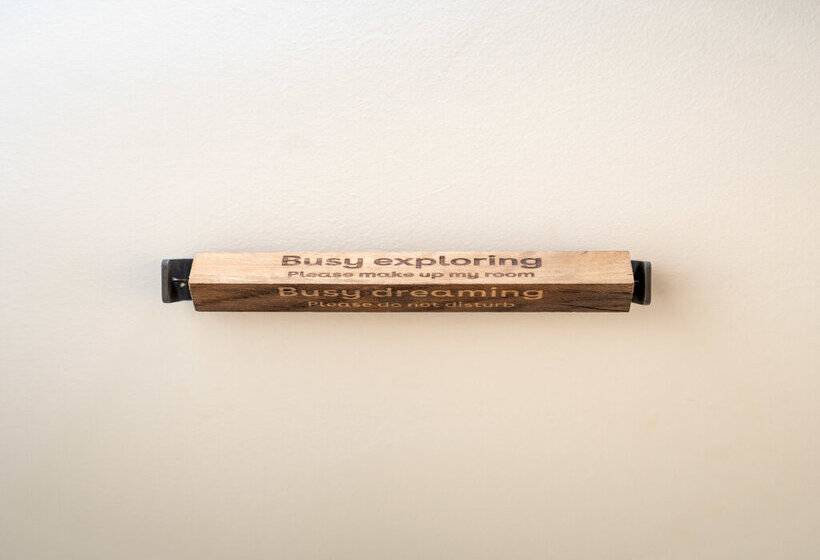 Busy exploring
Please make up my room
Busy dreaming
Please do not disturb